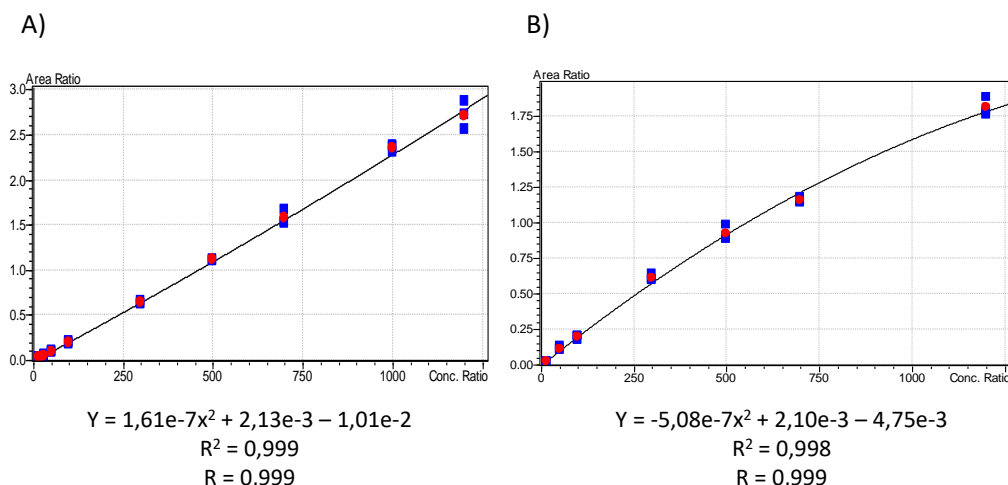 A)
B)
Area Ratio
3.0
2.5
2.0
1.5
1.0
0.5
0.0
0
250
500
750
1000
Conc. Ratio
Area Ratio
1.75
1.50
1.25
1.00
0.75
0.50
0.25
0.00
0
250
500
750
1000
Conc. Ratio
Y = 1,61e-7x² + 2,13e-3 – 1,01e-2
R² = 0,999
R = 0,999
Y = -5,08e-7x² + 2,10e-3 – 4,75e-3
R² = 0,998
R = 0,999